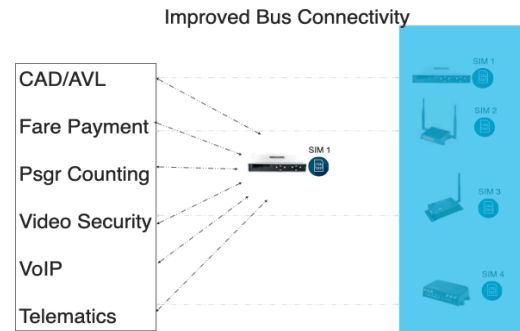 Improved Bus Connectivity
CAD/AVL
Fare Payment
Psgr Counting
Video Security
VoIP
Telematics
SIM 1
SIM 1
SIM 2
SIM 3
SIM 4